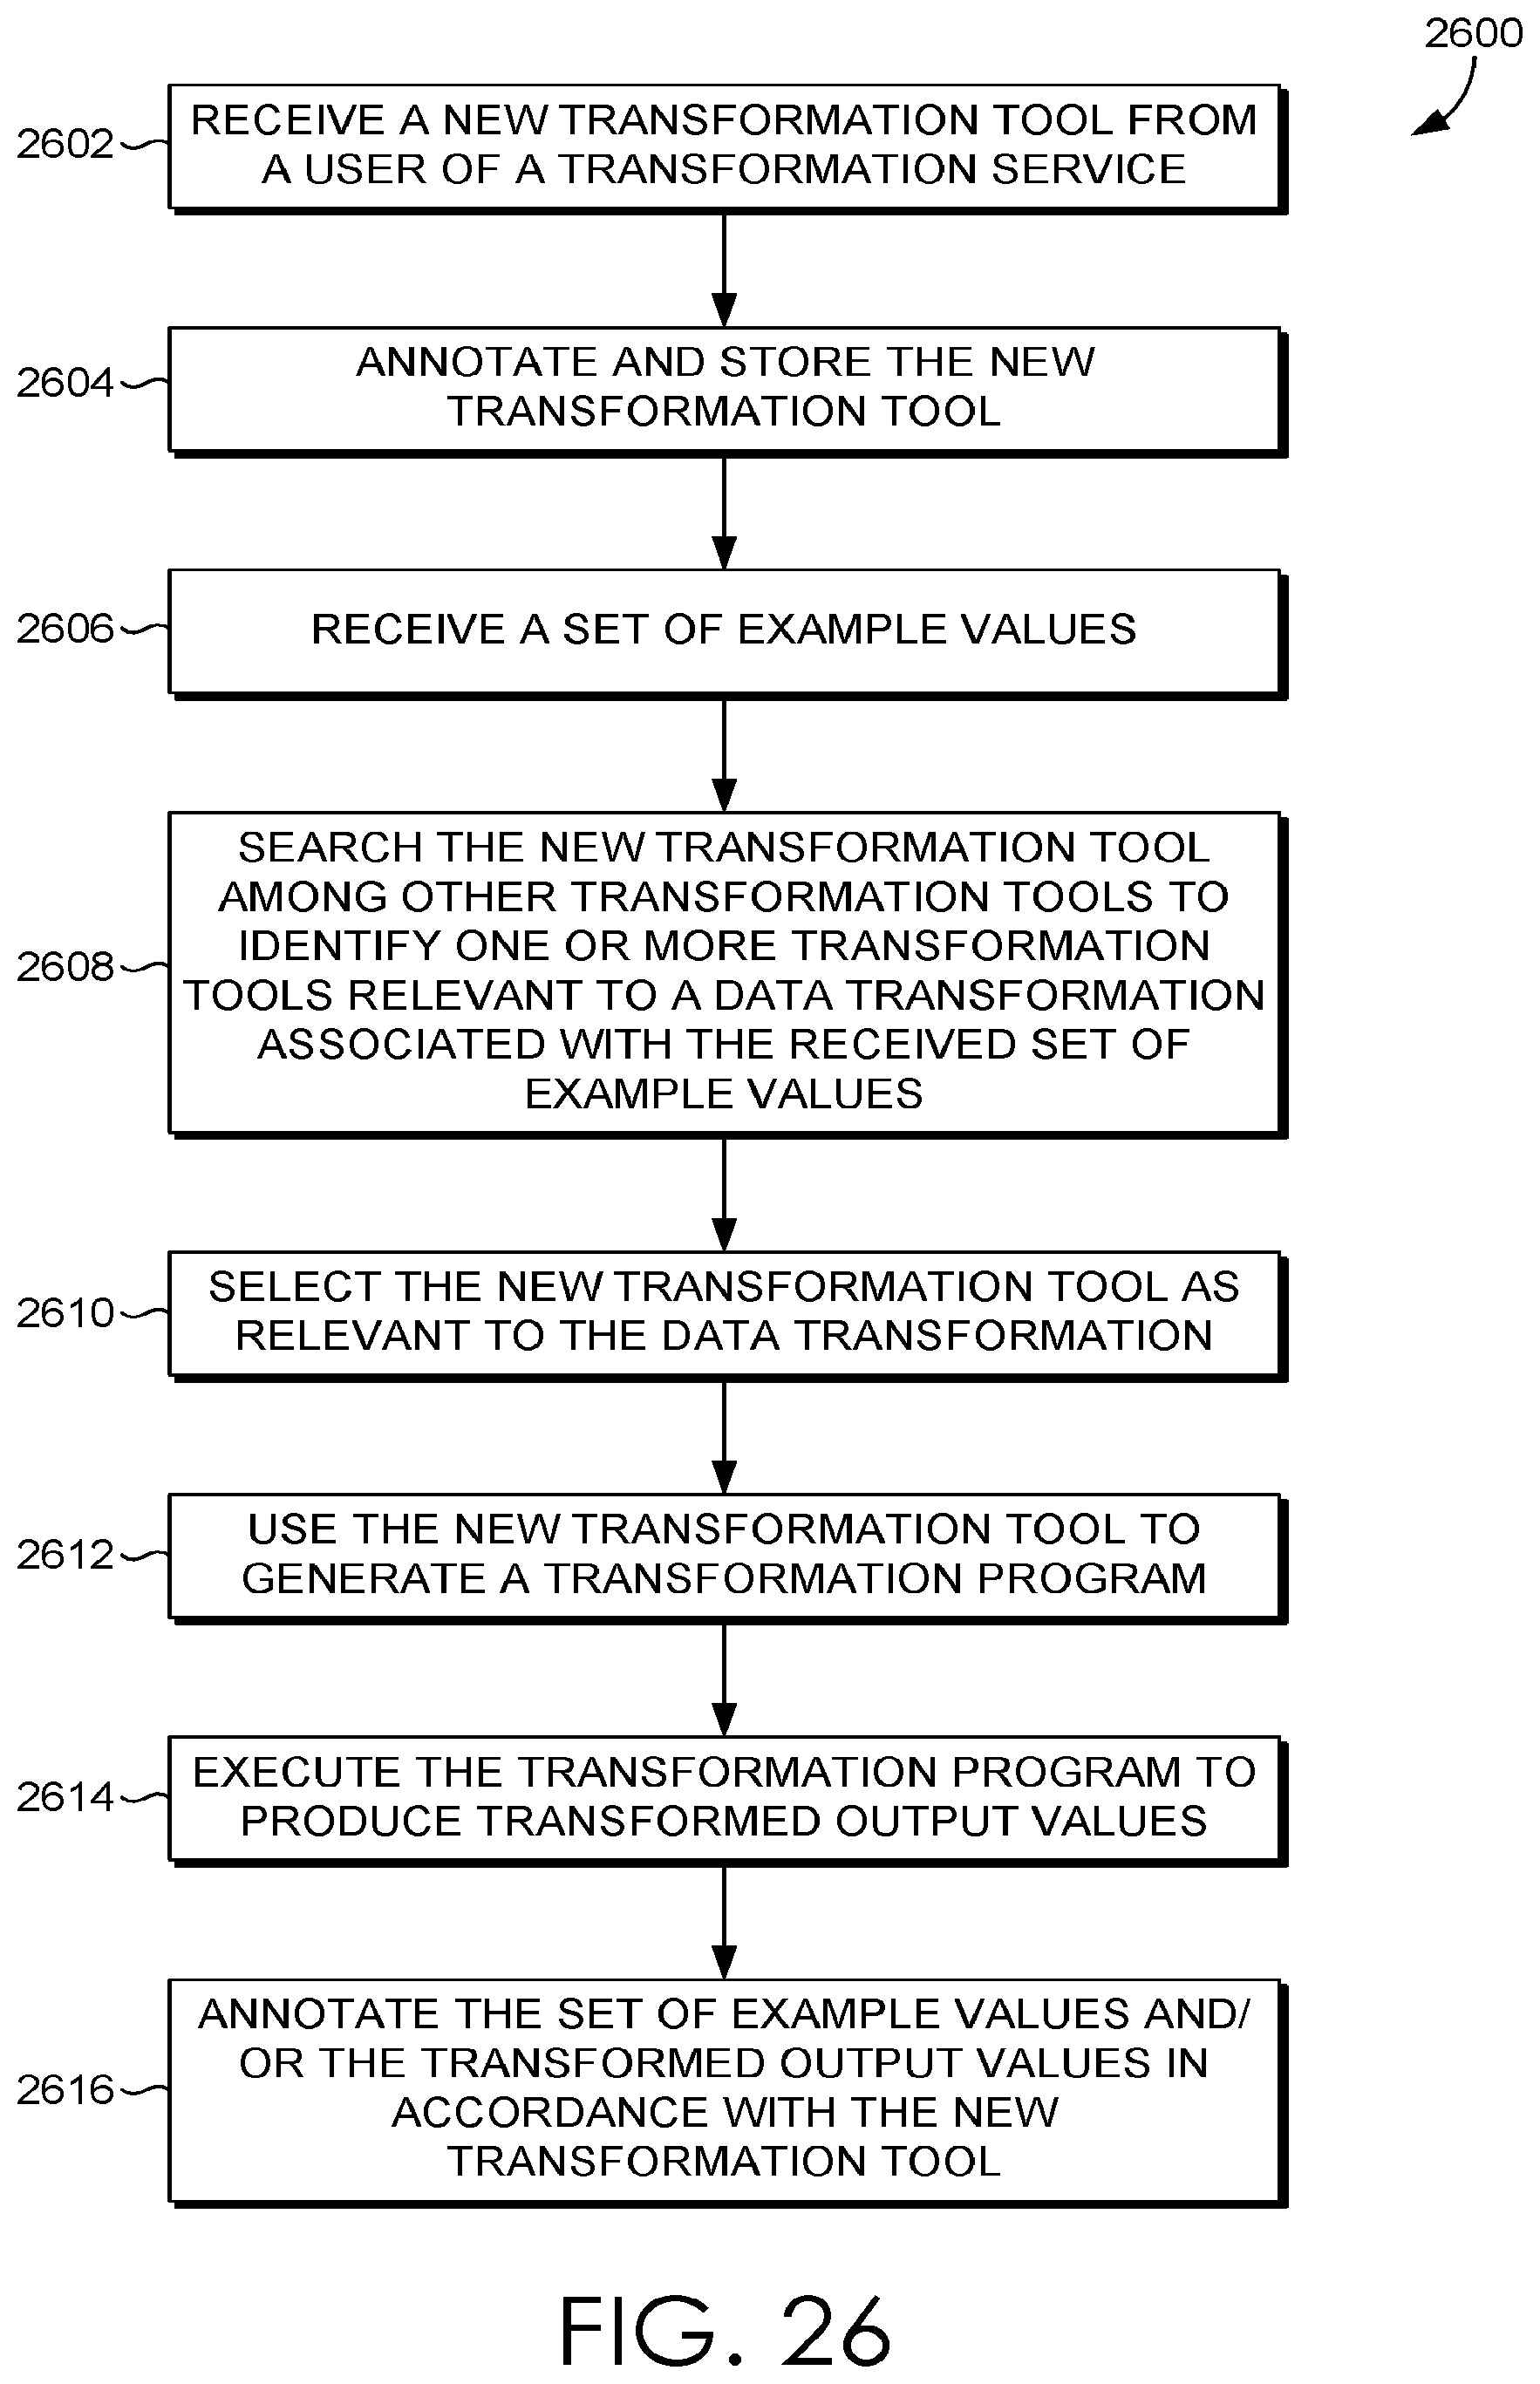 2600
2602
RECEIVE A NEW TRANSFORMATION TOOL FROM
A USER OF A TRANSFORMATION SERVICE
2604
ANNOTATE AND STORE THE NEW
TRANSFORMATION TOOL
2606
RECEIVE A SET OF EXAMPLE VALUES
2608
SEARCH THE NEW TRANSFORMATION TOOL
AMONG OTHER TRANSFORMATION TOOLS TO
IDENTIFY ONE OR MORE TRANSFORMATION
TOOLS RELEVANT TO A DATA TRANSFORMATION
ASSOCIATED WITH THE RECEIVED SET OF
EXAMPLE VALUES
2610
SELECT THE NEW TRANSFORMATION TOOL AS
RELEVANT TO THE DATA TRANSFORMATION
2612
USE THE NEW TRANSFORMATION TOOL TO
GENERATE A TRANSFORMATION PROGRAM
2614
EXECUTE THE TRANSFORMATION PROGRAM TO
PRODUCE TRANSFORMED OUTPUT VALUES
2616
ANNOTATE THE SET OF EXAMPLE VALUES AND/
OR THE TRANSFORMED OUTPUT VALUES IN
ACCORDANCE WITH THE NEW
TRANSFORMATION TOOL
FIG. 26